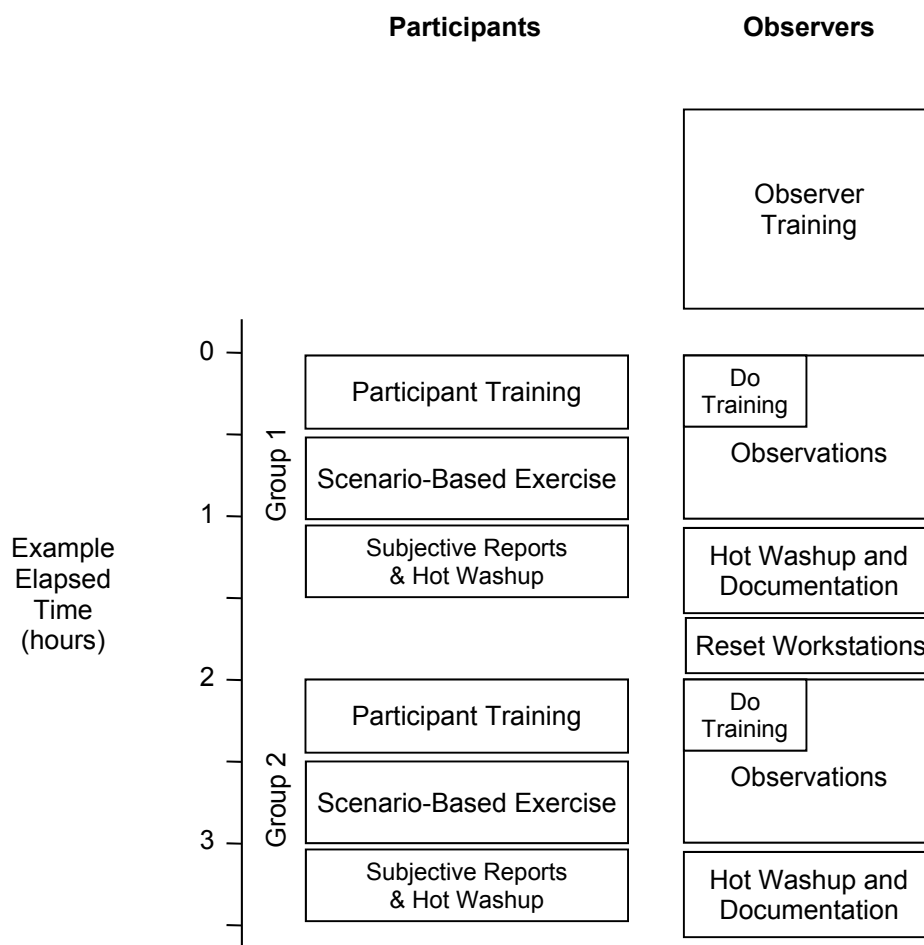 Participants
Observers
Observer
Training
0
Participant Training
Do
Training
Observations
Group 1
Scenario-Based Exercise
1
Subjective Reports
& Hot Washup
Hot Washup and
Documentation
Example
Elapsed
Time
(hours)
Reset Workstations
2
Participant Training
Do
Training
Observations
Group 2
Scenario-Based Exercise
3
Subjective Reports
& Hot Washup
Hot Washup and
Documentation